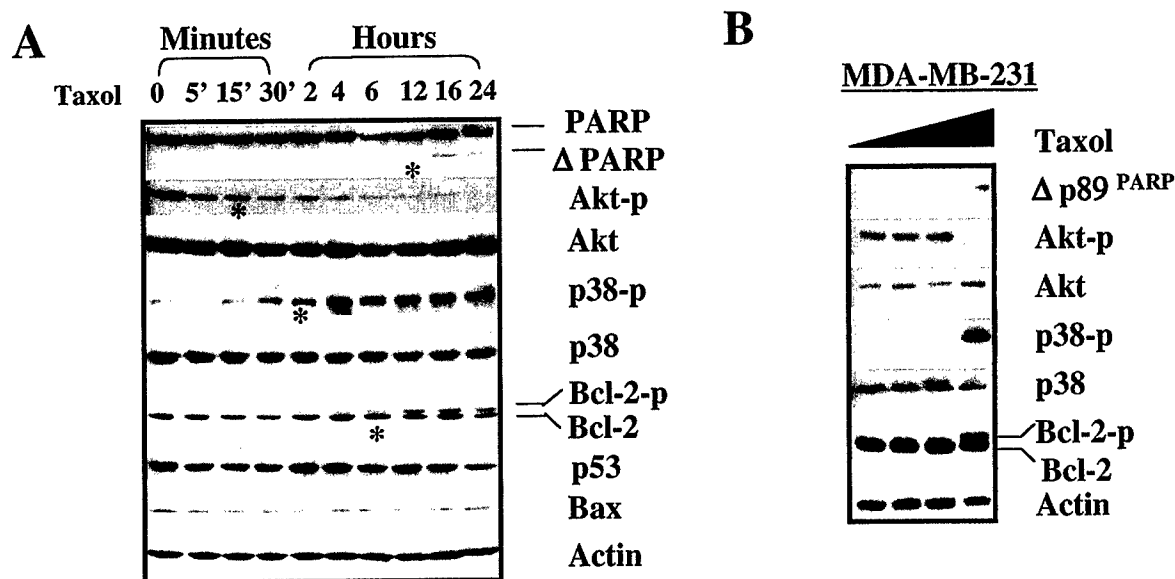 A
Minutes Hours
Taxol 0 5' 15' 30' 2 4 6 12 16 24
PARP
Δ PARP
*
Akt-p
*
Akt
p38-p
*
p38
Bcl-2-p
Bcl-2
*
p53
Bax
Actin
B
MDA-MB-231
Taxol
Δ p89 PARP
Akt-p
Akt
p38-p
p38
Bcl-2-p
Bcl-2
Actin